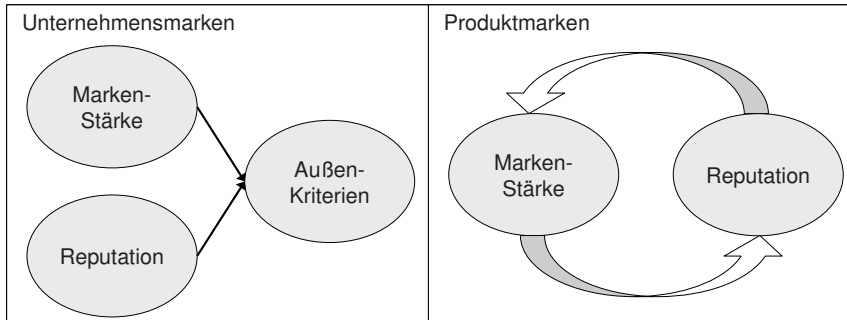 Unternehmensmarken
Marken-
Stärke
Außen-
Kriterien
Reputation
Produktmarken
Marken-
Stärke
Reputation